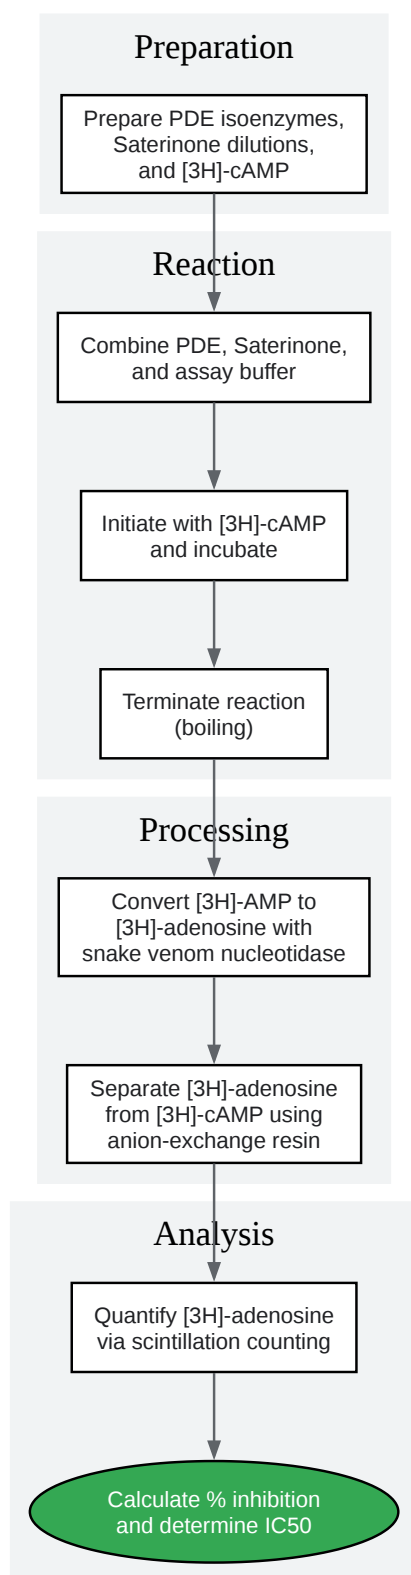 Preparation
Prepare PDE isoenzymes,
Saterinone dilutions,
and [3H]-cAMP
Reaction
Combine PDE, Saterinone,
and assay buffer
Initiate with [3H]-cAMP
and incubate
Terminate reaction
(boiling)
Processing
Convert [3H]-AMP to
[3H]-adenosine with
snake venom nucleotidase
Separate [3H]-adenosine
from [3H]-cAMP using
anion-exchange resin
Analysis
Quantify [3H]-adenosine
via scintillation counting
Calculate % inhibition
and determine IC50